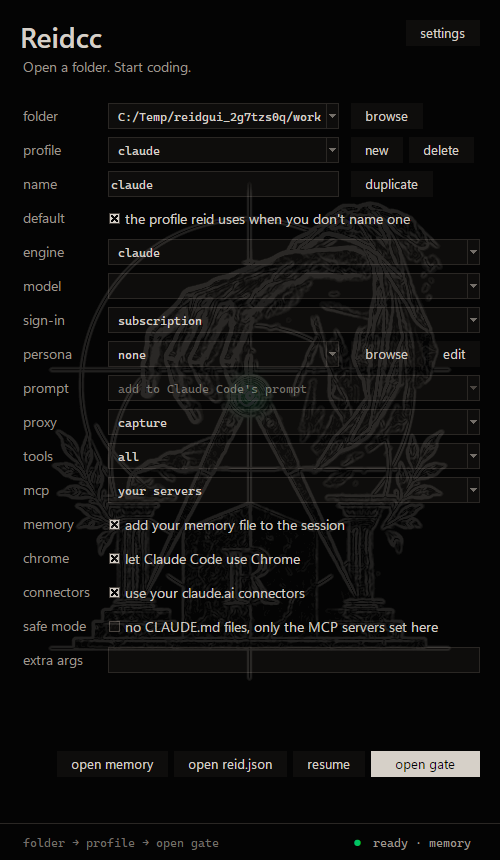 Reidcc
settings
Open a folder. Start coding.
folder C:/Temp/reidgui_2g7tzs0q/work browse
profile claude new delete
name claude duplicate
default the profile reid uses when you don't name one
engine claude
model
sign-in subscription
persona none browse edit
prompt add to Claude Code's prompt
proxy capture
tools all
mcp your servers
memory add your memory file to the session
chrome let Claude Code use Chrome
connectors use your claude.ai connectors
safe mode no CLAUDE.md files, only the MCP servers set here
extra args
open memory open reid.json resume open gate
folder → profile → open gate ready · memory